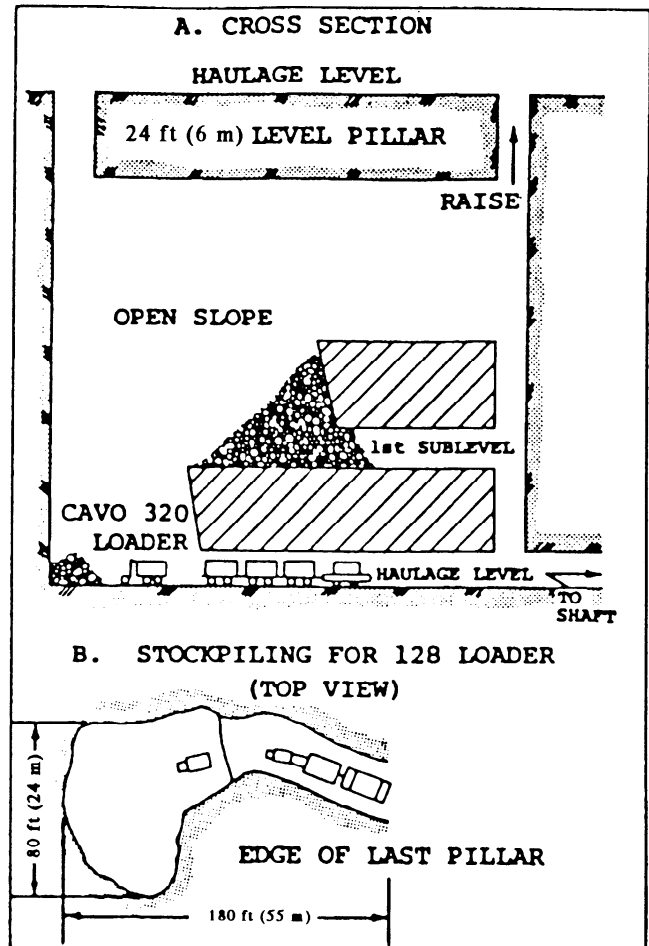 A. CROSS SECTION
HAULAGE LEVEL
24 ft (6 m) LEVEL PILLAR
RAISE
OPEN SLOPE
1st SUBLEVEL
CAVO 320
LOADER
HAULAGE LEVEL
TO
SHAFT
B. STOCKPILING FOR 128 LOADER
(TOP VIEW)
80 ft (24 m)
EDGE OF LAST PILLAR
180 ft (55 m)